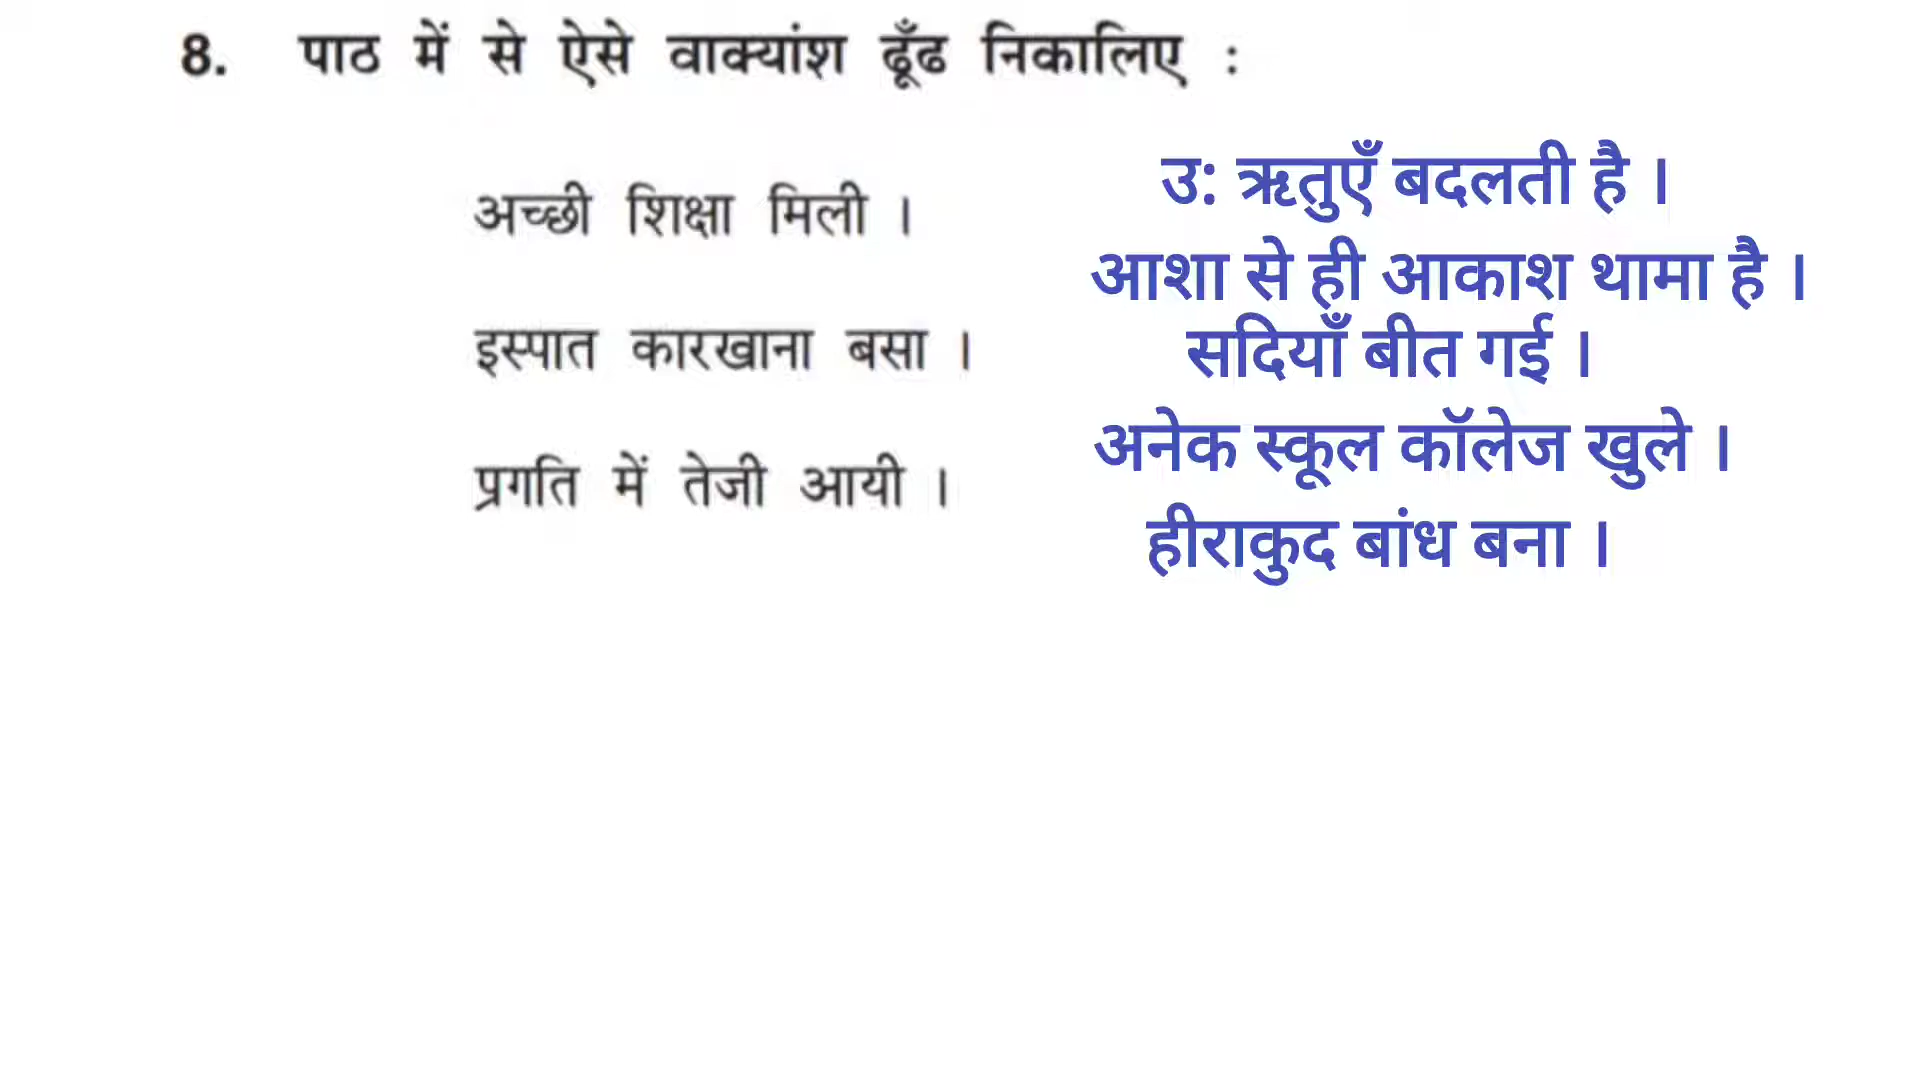 8. पाठ में से ऐसे वाक्यांश ढूँढ निकालिए :
अच्छी शिक्षा मिली ।
इस्पात कारखाना बसा ।
प्रगति में तेजी आयी ।
उ: ऋतुएँ बदलती है ।
आशा से ही आकाश थामा है ।
सदियाँ बीत गई ।
अनेक स्कूल कॉलेज खुले ।
हीराकुद बांध बना ।